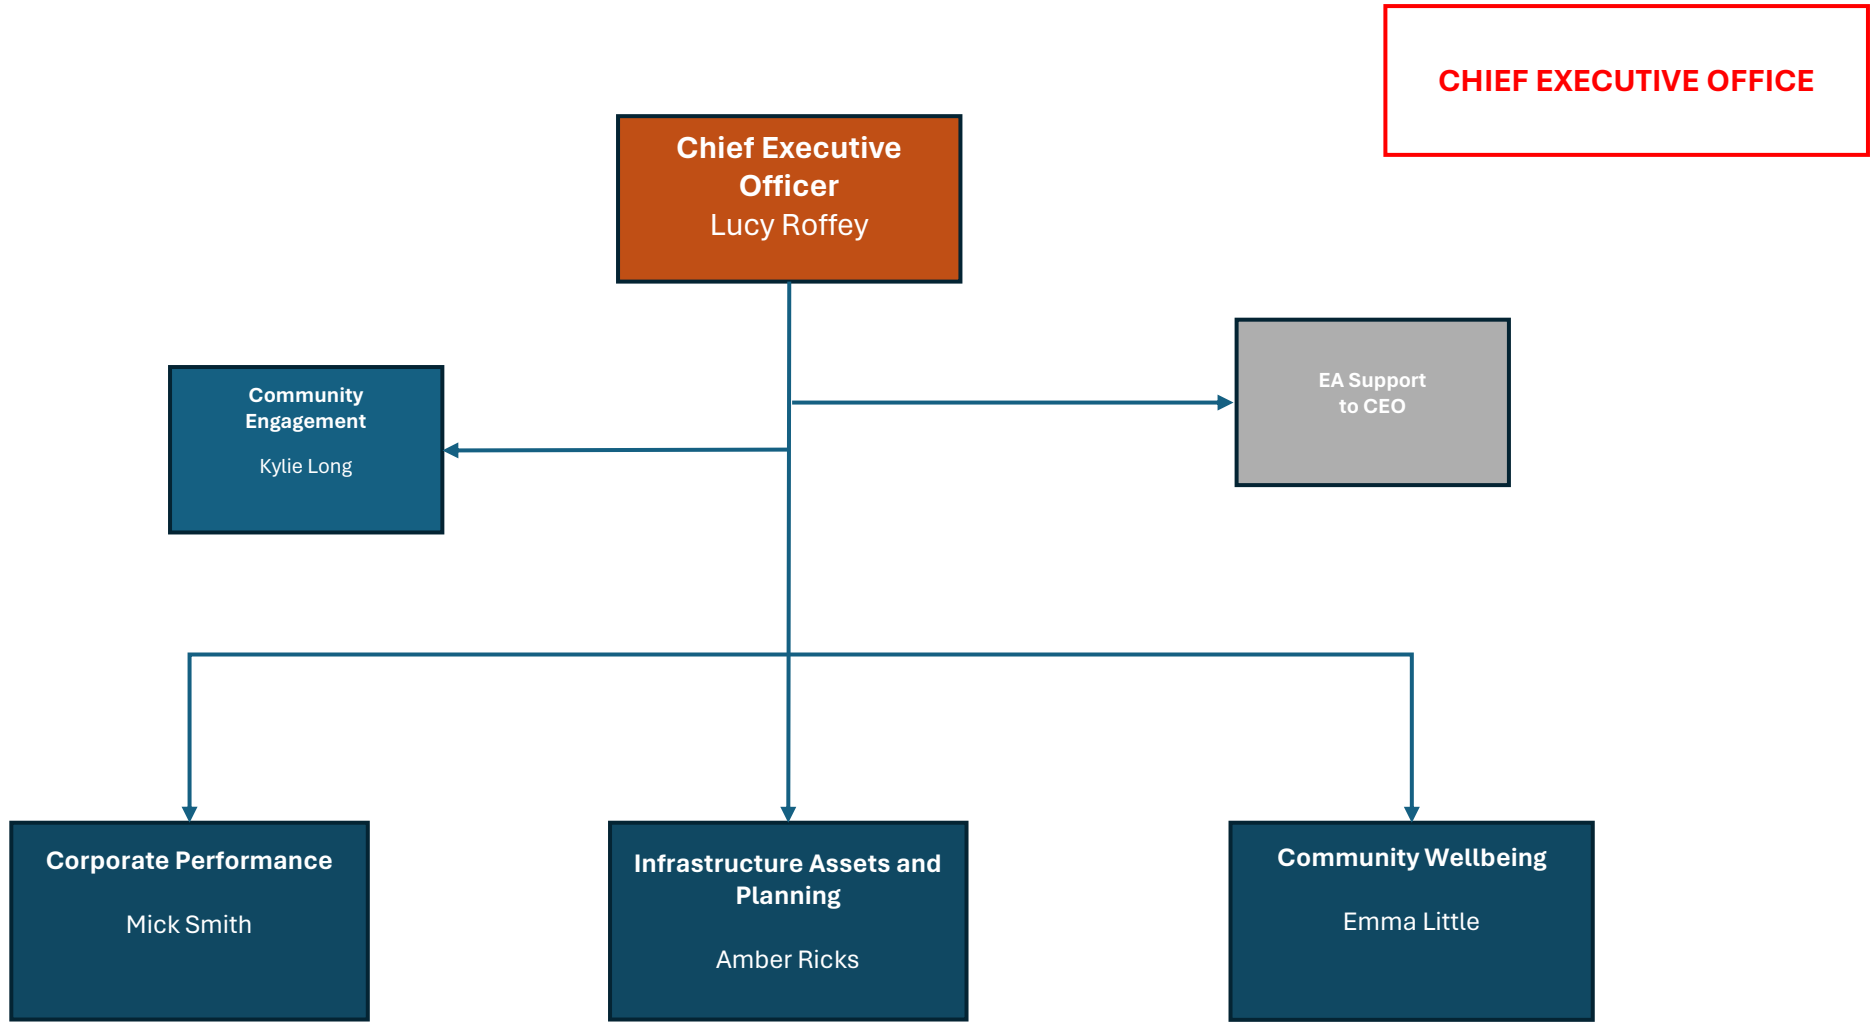 CHIEF EXECUTIVE OFFICE
Chief Executive
Officer
Lucy Roffey
EA Support
to CEO
Community
Engagement
Kylie Long
Corporate Performance
Mick Smith
Infrastructure Assets and
Planning
Amber Ricks
Community Wellbeing
Emma Little